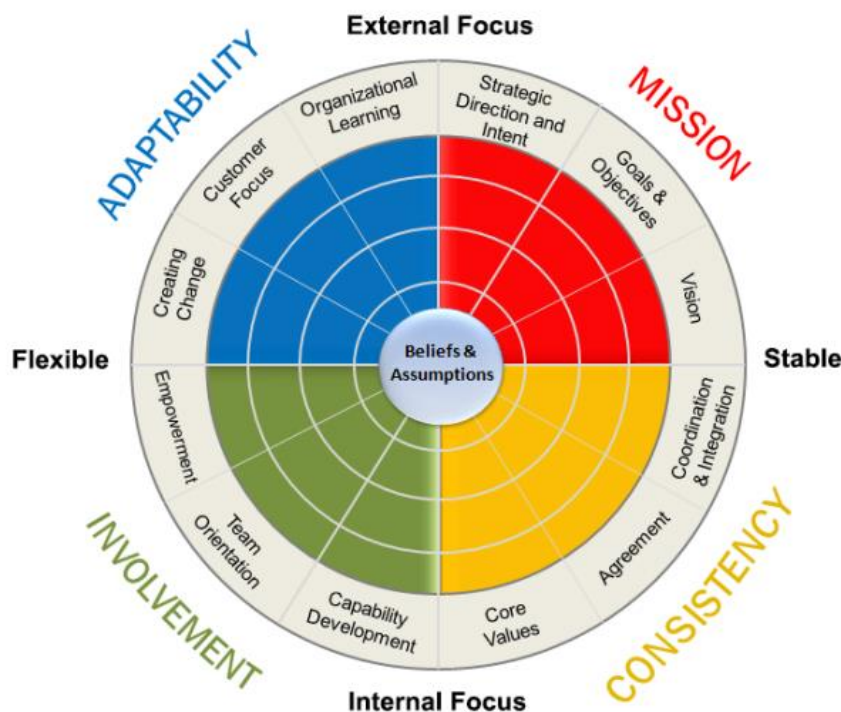 External Focus
ADAPTABILITY
MISSION
Organizational
Learning
Strategic
Direction and
Intent
Customer
Focus
Goals &
Objectives
Creating
Change
Vision
Flexible
Beliefs &
Assumptions
Stable
Empowerment
Coordination
& Integration
Team
Orientation
Agreement
Capability
Development
Core
Values
INVOLVEMENT
CONSISTENCY
Internal Focus